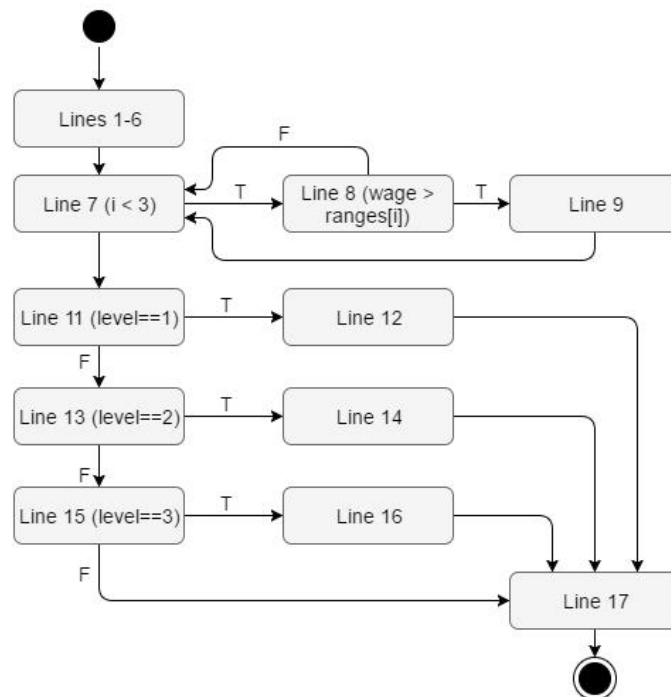 Lines 1-6
F
Line 7 (i < 3)
T
Line 8 (wage >
ranges[i])
T
Line 9
Line 11 (level==1)
T
Line 12
F
Line 13 (level==2)
T
Line 14
F
Line 15 (level==3)
T
Line 16
F
Line 17